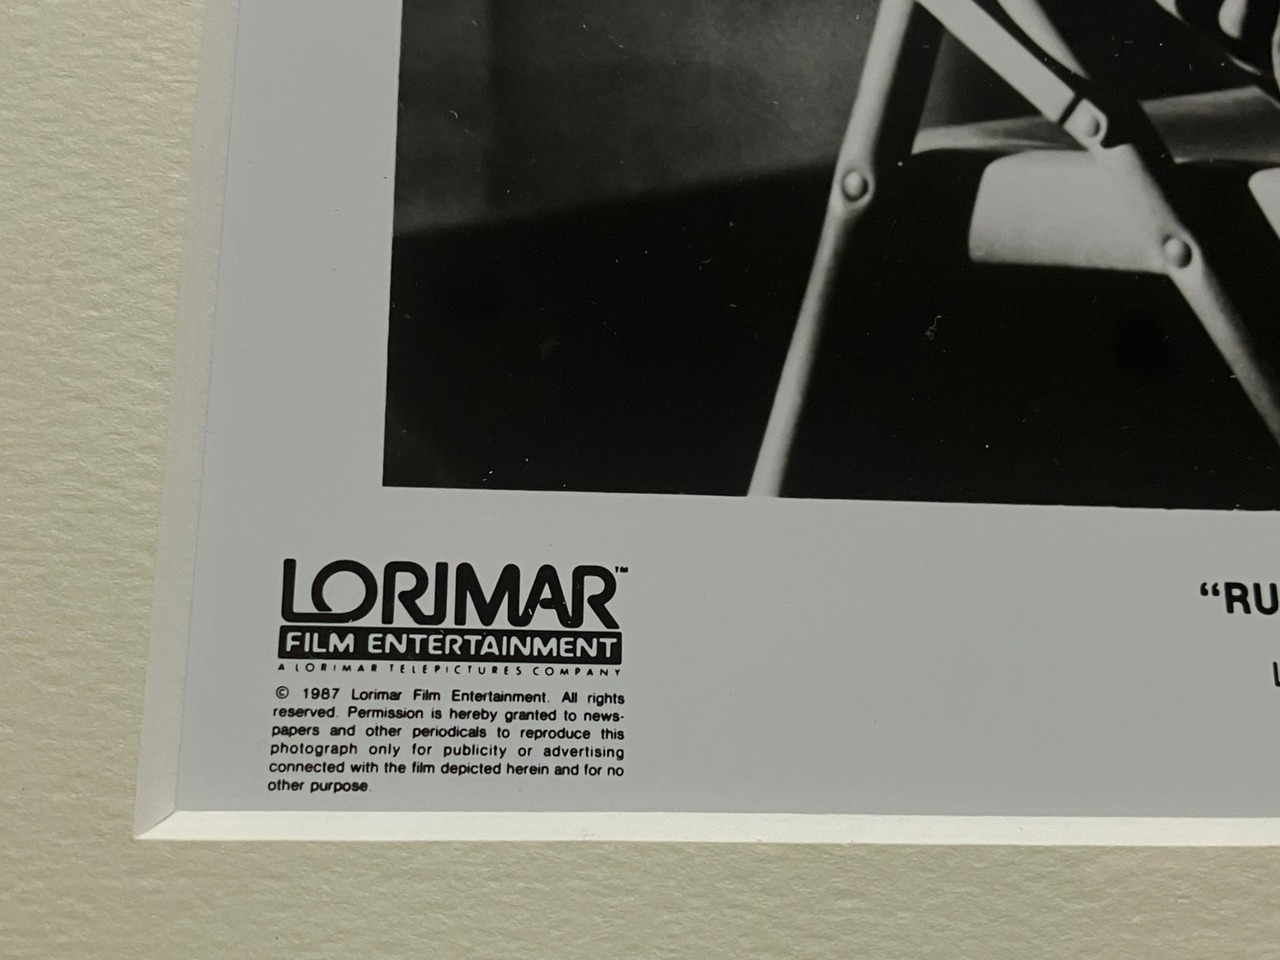 LORIMAR™
FILM ENTERTAINMENT
A LORIMAR TELEPICTURES COMPANY
© 1987 Lorimar Film Entertainment. All rights
reserved. Permission is hereby granted to news-
papers and other periodicals to reproduce this
photograph only for publicity or advertising
connected with the film depicted herein and for no
other purpose.
“RU